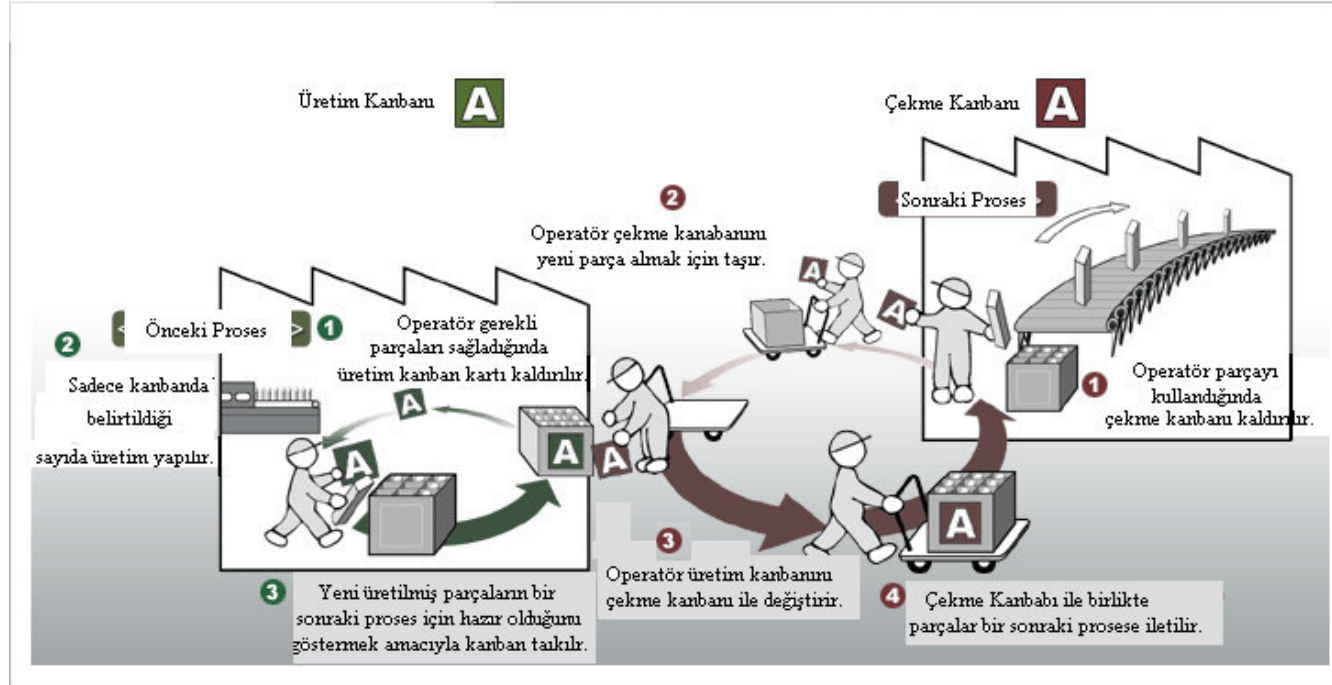 Üretim Kanbanı A
Çekme Kanbanı A
< Önceki Proses >
1
Operatör gerekli
parçaları sağladığında
üretim kanban kartı kaldırılır.
2
Sadece kanbanda
belirtildiği
sayıda üretim yapılır.
A
A
A
3
Yeni üretilmiş parçaların bir
sonraki proses için hazır olduğunu
göstermek amacıyla kanban taıkılır.
Sonraki Proses >
1
Operatör parçayı
kullandığında
çekme kanbanı kaldırılır.
A
2
Operatör çekme kanabanını
yeni parça almak için taşır.
A
A
3
Operatör üretim kanbanını
çekme kanbanı ile değiştirir.
A
4
Çekme Kanbabı ile birlikte
parçalar bir sonraki prosese iletilir.